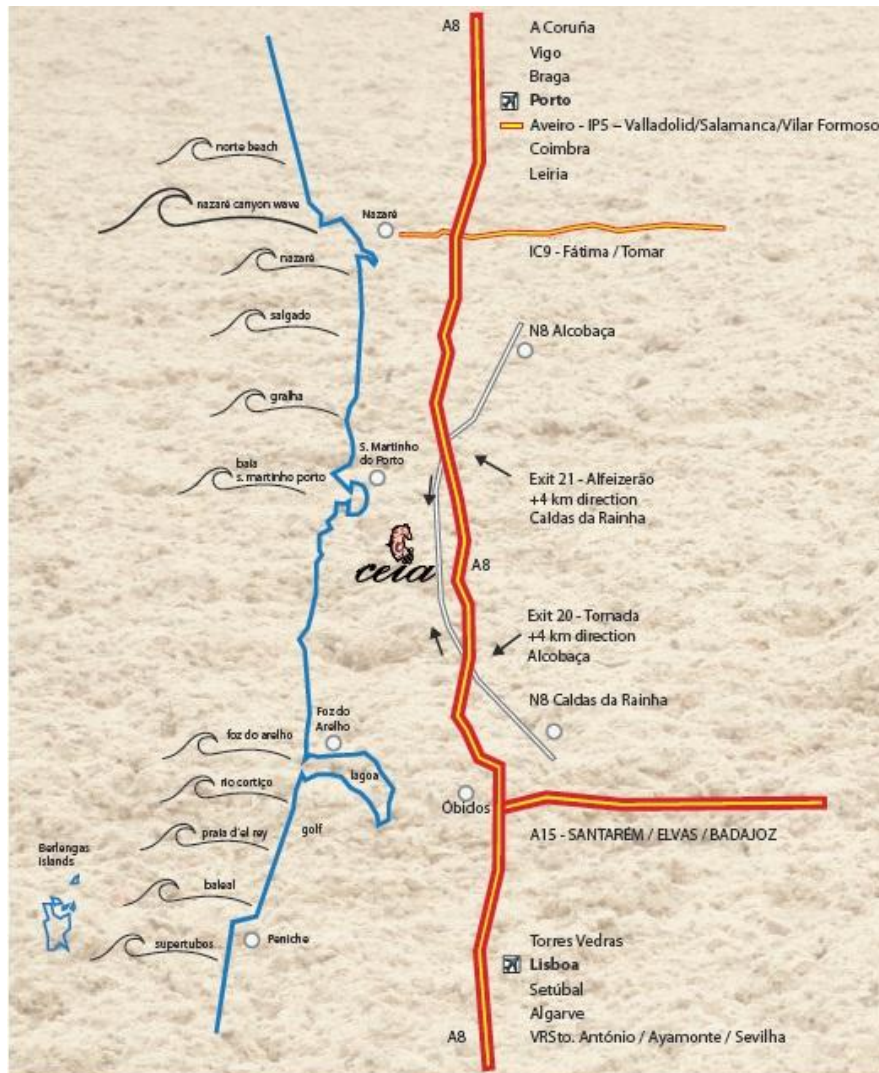 A8
A Coruña
Vigo
Braga
Porto
Aveiro - IP5 – Valladolid/Salamanca/Vilar Formoso
Coimbra
Leiria
norte beach
nazaré canyon wave
Nazaré
nazaré
IC9 - Fátima / Tomar
salgado
N8 Alcobaça
gralha
S. Martinho
do Porto
baia
s. martinho porto
Exit 21 - Alfeizerão
+4 km direction
Caldas da Rainha
ceia
A8
Exit 20 - Tornada
+4 km direction
Alcobaça
N8 Caldas da Rainha
Foz do
Arelho
foz do arelho
lagoa
rio cortiço
Óbidos
golf
praia d'el rey
A15 - SANTARÉM / ELVAS / BADAJOZ
Berlengas
islands
baleal
Peniche
supertubos
Torres Vedras
Lisboa
Setúbal
Algarve
A8
VRSto. António / Ayamonte / Sevilha